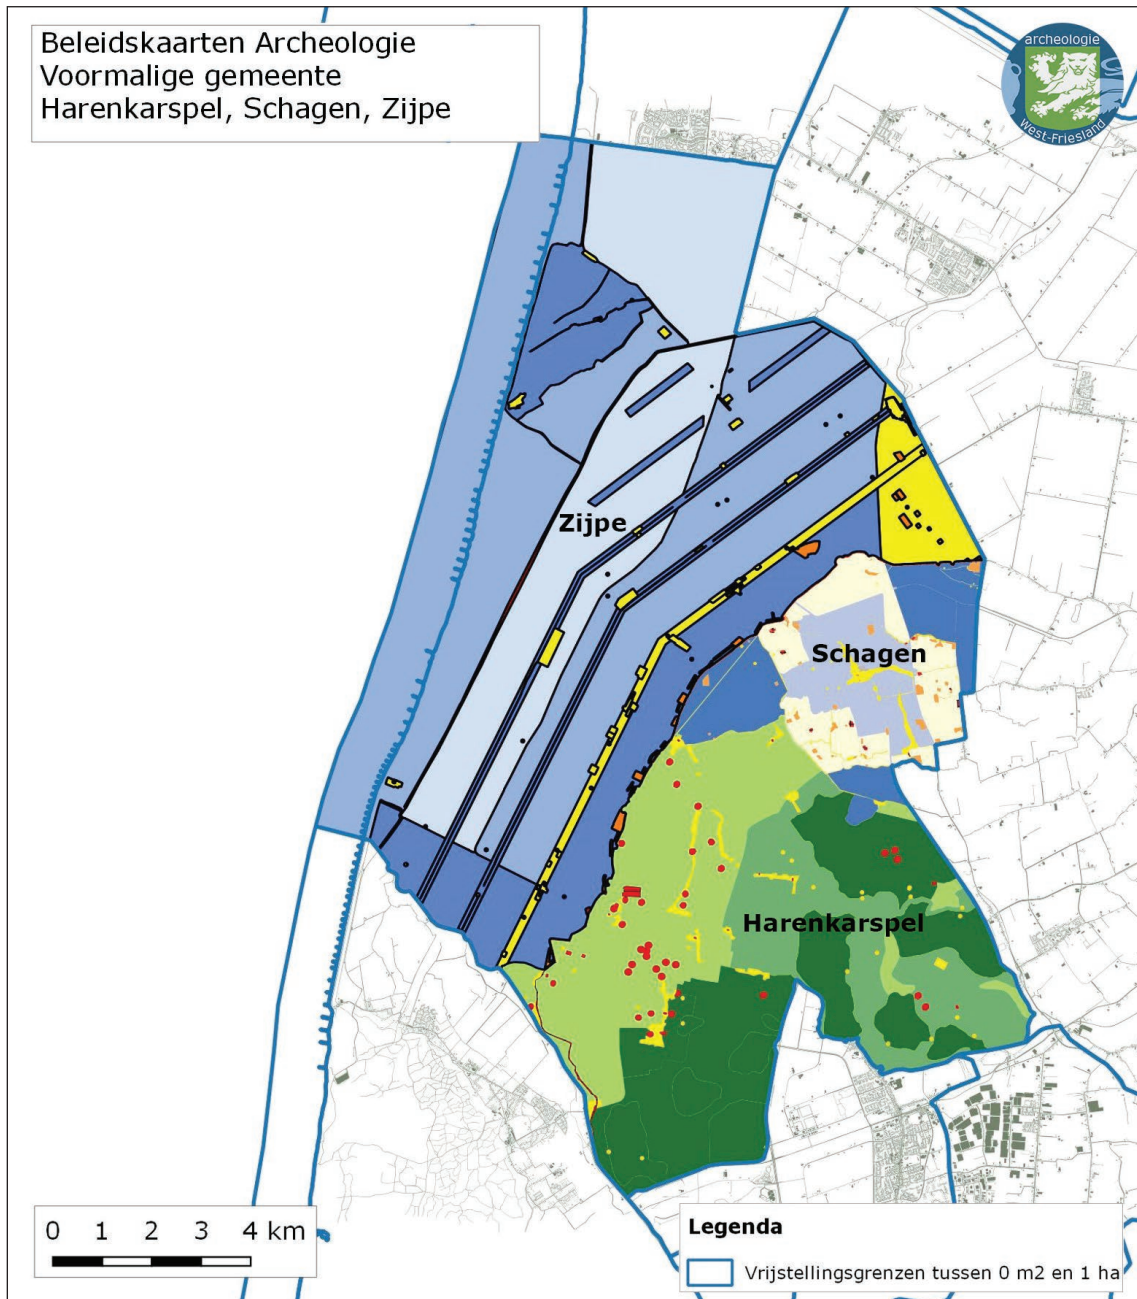 Beleidskaarten Archeologie
Voormalige gemeente
Harenkarspel, Schagen, Zijpe
archeologie
West-Friesland
Zijpe
Schagen
Harenkarspel
0 1 2 3 4 km
Legenda
Vrijstellingsgrenzen tussen 0 m2 en 1 ha